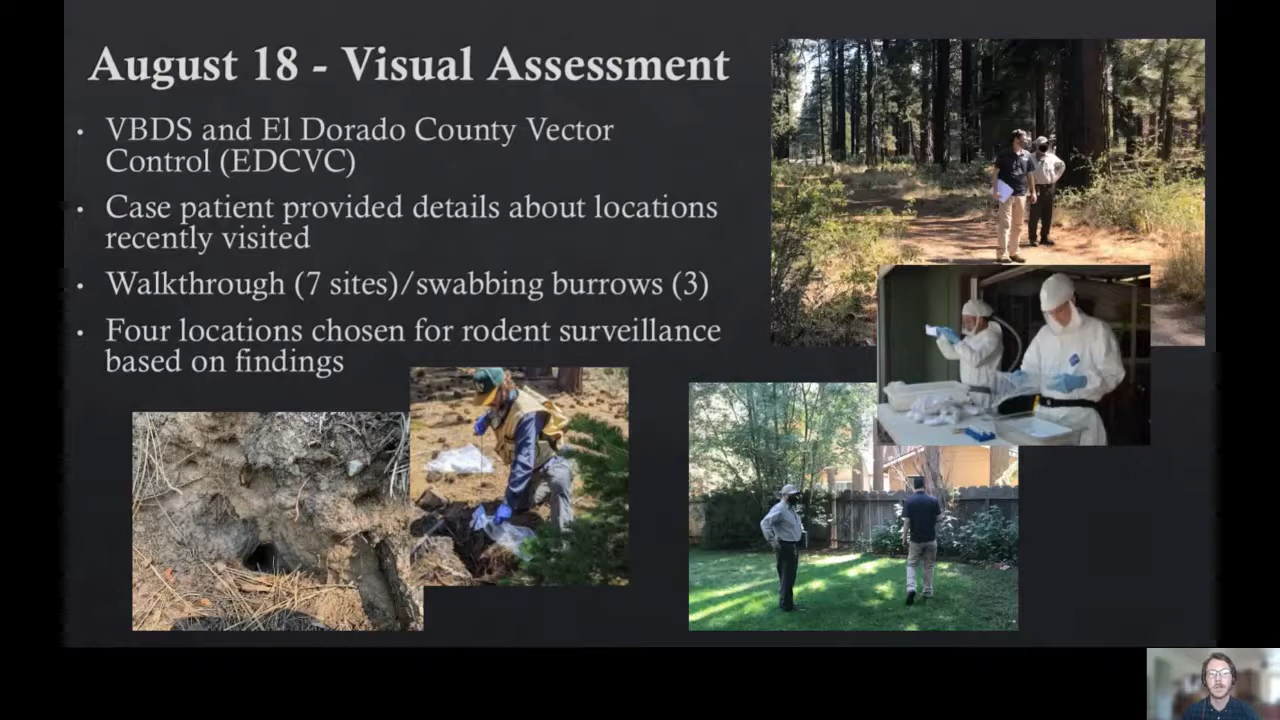 August 18 - Visual Assessment
• VBDS and El Dorado County Vector
Control (EDCVC)
• Case patient provided details about locations
recently visited
• Walkthrough (7 sites)/swabbing burrows (3)
• Four locations chosen for rodent surveillance
based on findings